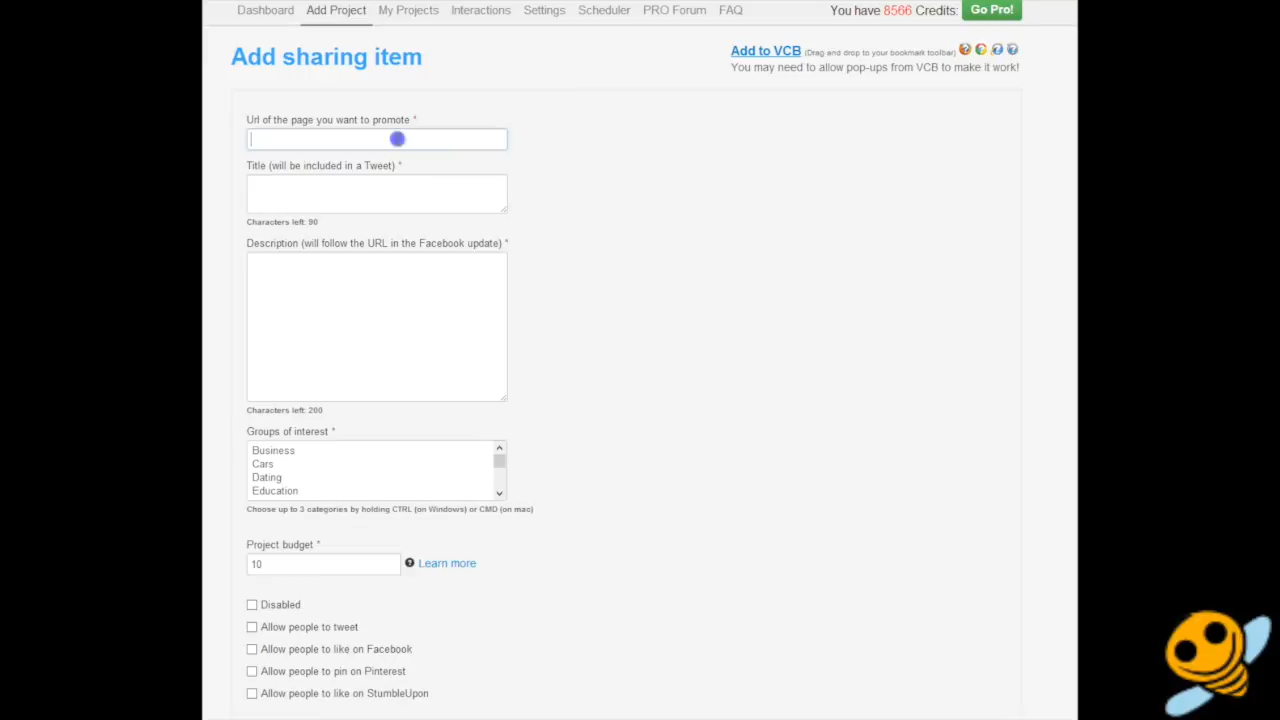 Dashboard Add Project My Projects Interactions Settings Scheduler PRO Forum FAQ You have 8566 Credits: Go Pro!
Add sharing item
Add to VCB (Drag and drop to your bookmark toolbar)
You may need to allow pop-ups from VCB to make it work!
Url of the page you want to promote *
Title (will be included in a Tweet) *
Characters left: 90
Description (will follow the URL in the Facebook update) *
Characters left: 200
Groups of interest *
Business
Cars
Dating
Education
Choose up to 3 categories by holding CTRL (on Windows) or CMD (on mac)
Project budget *
10 Learn more
Disabled
Allow people to tweet
Allow people to like on Facebook
Allow people to pin on Pinterest
Allow people to like on StumbleUpon